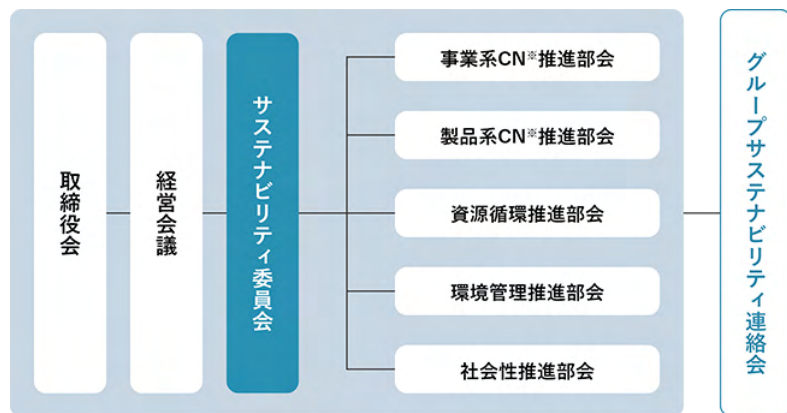 取締役会
経営会議
サステナビリティ委員会
事業系CN※推進部会
製品系CN※推進部会
資源循環推進部会
環境管理推進部会
社会性推進部会
グループサステナビリティ連絡会